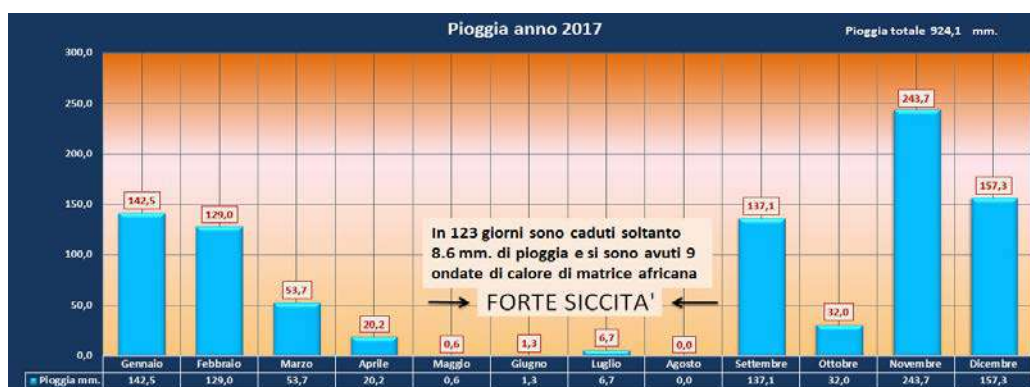 Pioggia anno 2017
Pioggia totale 924,1 mm.
300,0
250,0
200,0
150,0
100,0
50,0
0,0
142,5
129,0
53,7
20,2
0,6
1,3
6,7
0,0
137,1
32,0
243,7
157,3
In 123 giorni sono caduti soltanto
8.6 mm. di pioggia e si sono avuti 9
ondate di calore di matrice africana
FORTE SICCITA'
Gennaio Febbraio Marzo Aprile Maggio Giugno Luglio Agosto Settembre Ottobre Novembre Dicembre
Pioggia mm. 142,5 129,0 53,7 20,2 0,6 1,3 6,7 0,0 137,1 32,0 243,7 157,3